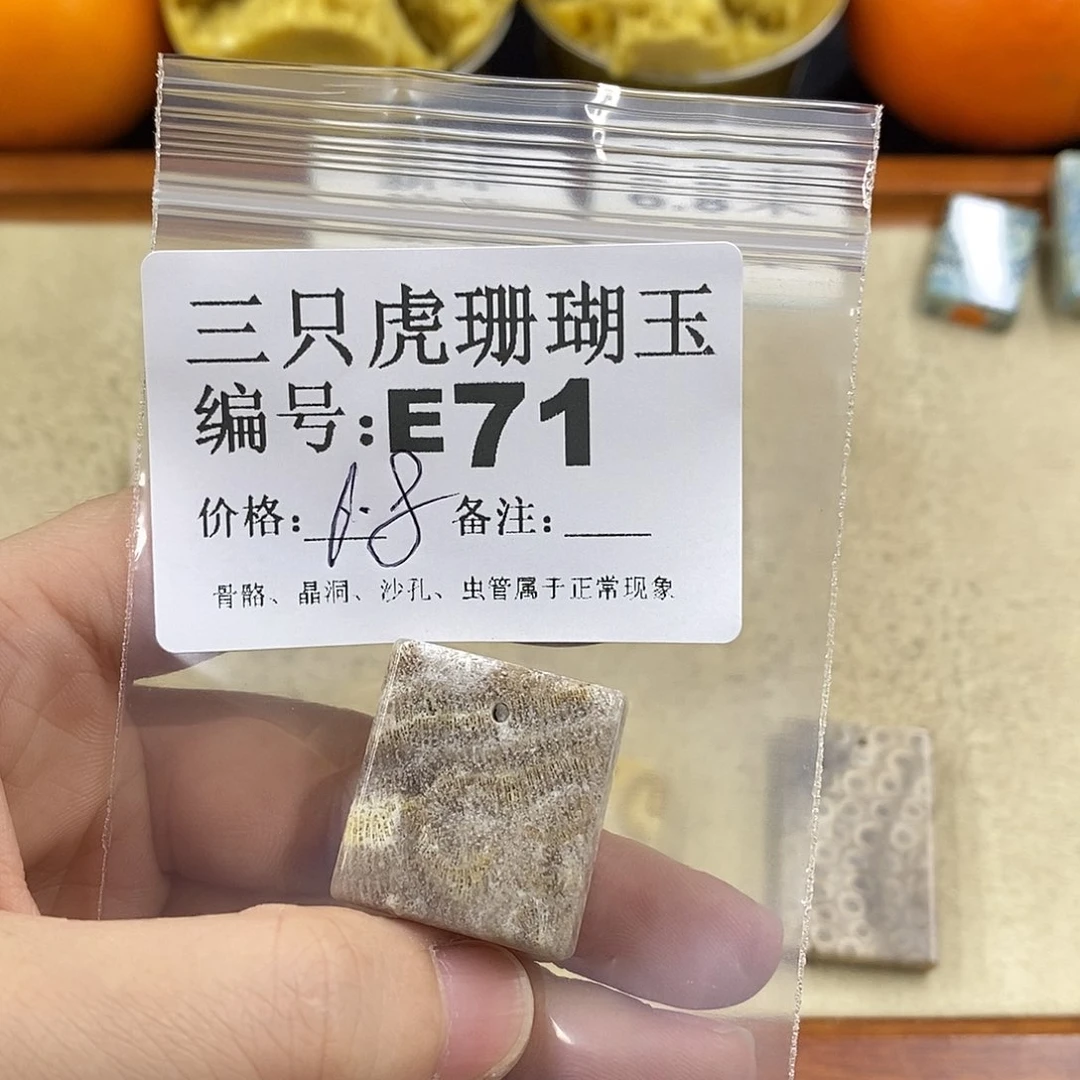 三只虎珊瑚玉
编号:E71
价格:1.8 备注:
骨骼、晶洞、沙孔、虫管属于正常现象